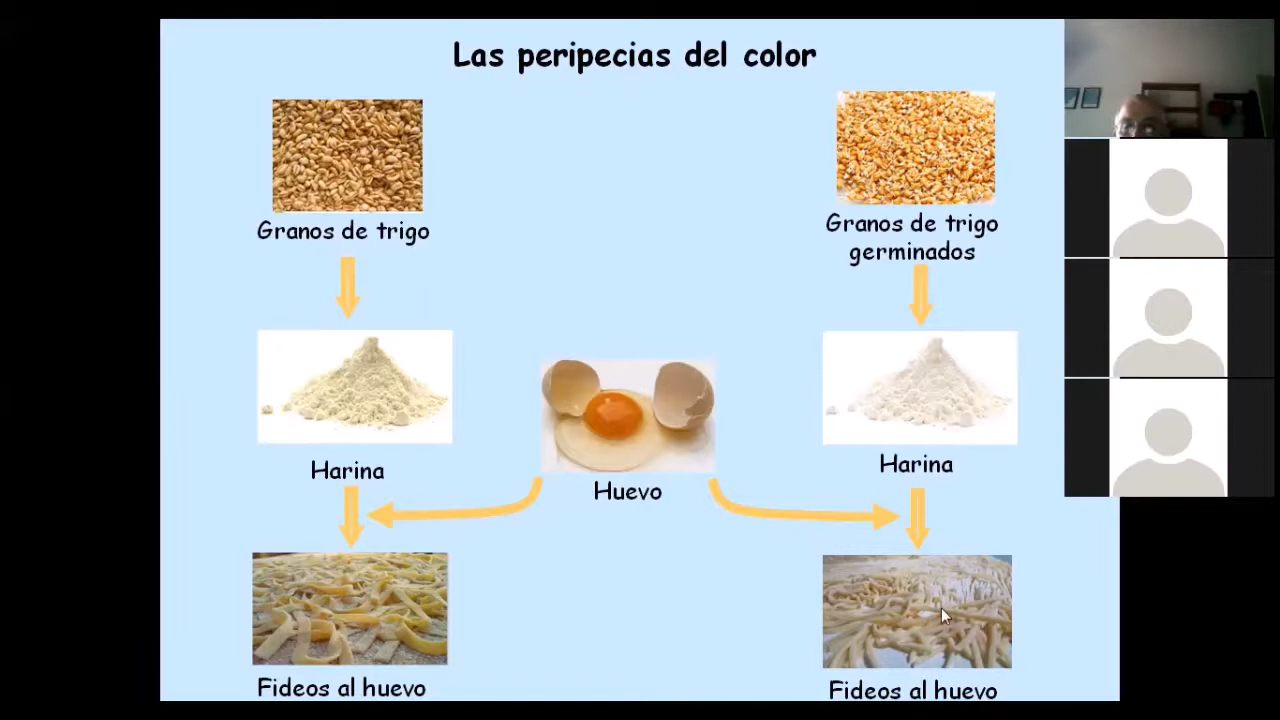 Las peripecias del color
Granos de trigo
Granos de trigo
germinados
Harina
Harina
Huevo
Fideos al huevo
Fideos al huevo